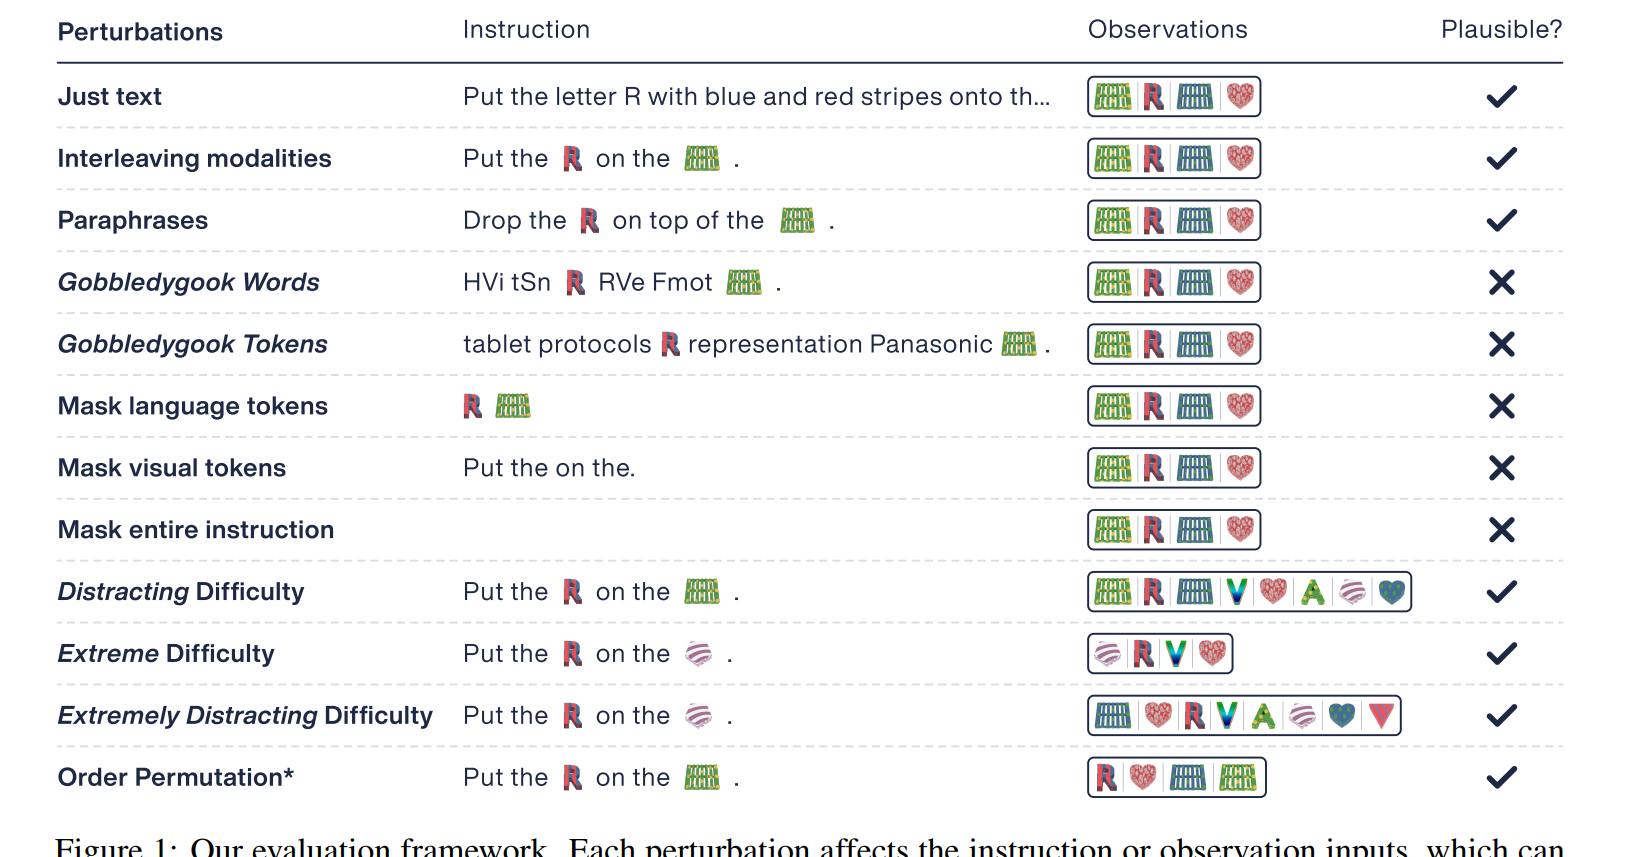 Perturbations Instruction Observations Plausible?
Just text Put the letter R with blue and red stripes onto th...
Interleaving modalities Put the R on the .
Paraphrases Drop the R on top of the .
Gobbledygook Words HVi tSn R RVe Fmot .
Gobbledygook Tokens tablet protocols R representation Panasonic .
Mask language tokens R
Mask visual tokens Put the on the.
Mask entire instruction
Distracting Difficulty Put the R on the .
Extreme Difficulty Put the R on the .
Extremely Distracting Difficulty Put the R on the .
Order Permutation* Put the R on the .
Figure 1: Our evaluation framework. Each perturbation affects the instruction or observation inputs, which can